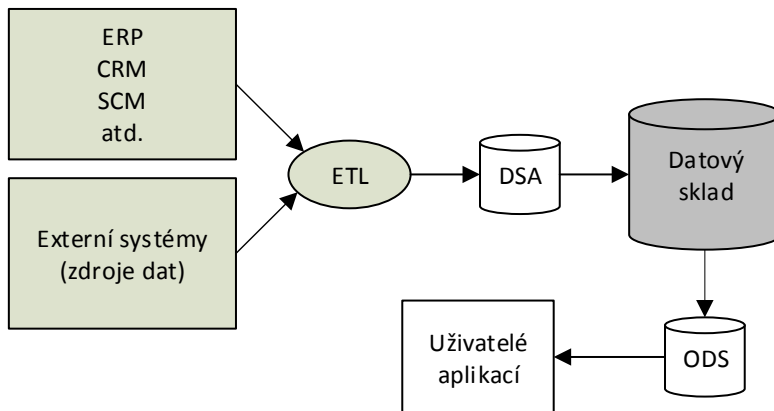 ERP
CRM
SCM
atd.
Externí systémy
(zdroje dat)
ETL
DSA
Datový
sklad
Uživatelé
aplikací
ODS